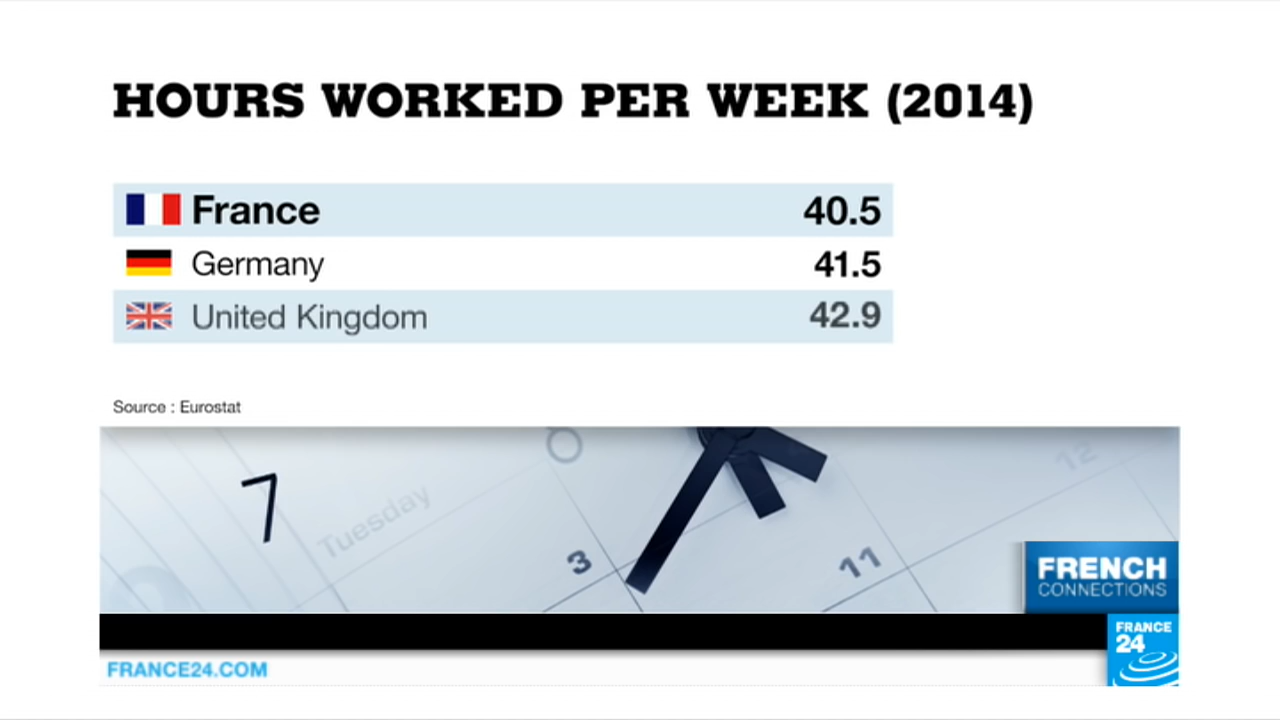 HOURS WORKED PER WEEK (2014)
France 40.5
Germany 41.5
United Kingdom 42.9
Source : Eurostat
7
Tuesday
3
11
12
FRENCH
CONNECTIONS
FRANCE
24
FRANCE24.COM